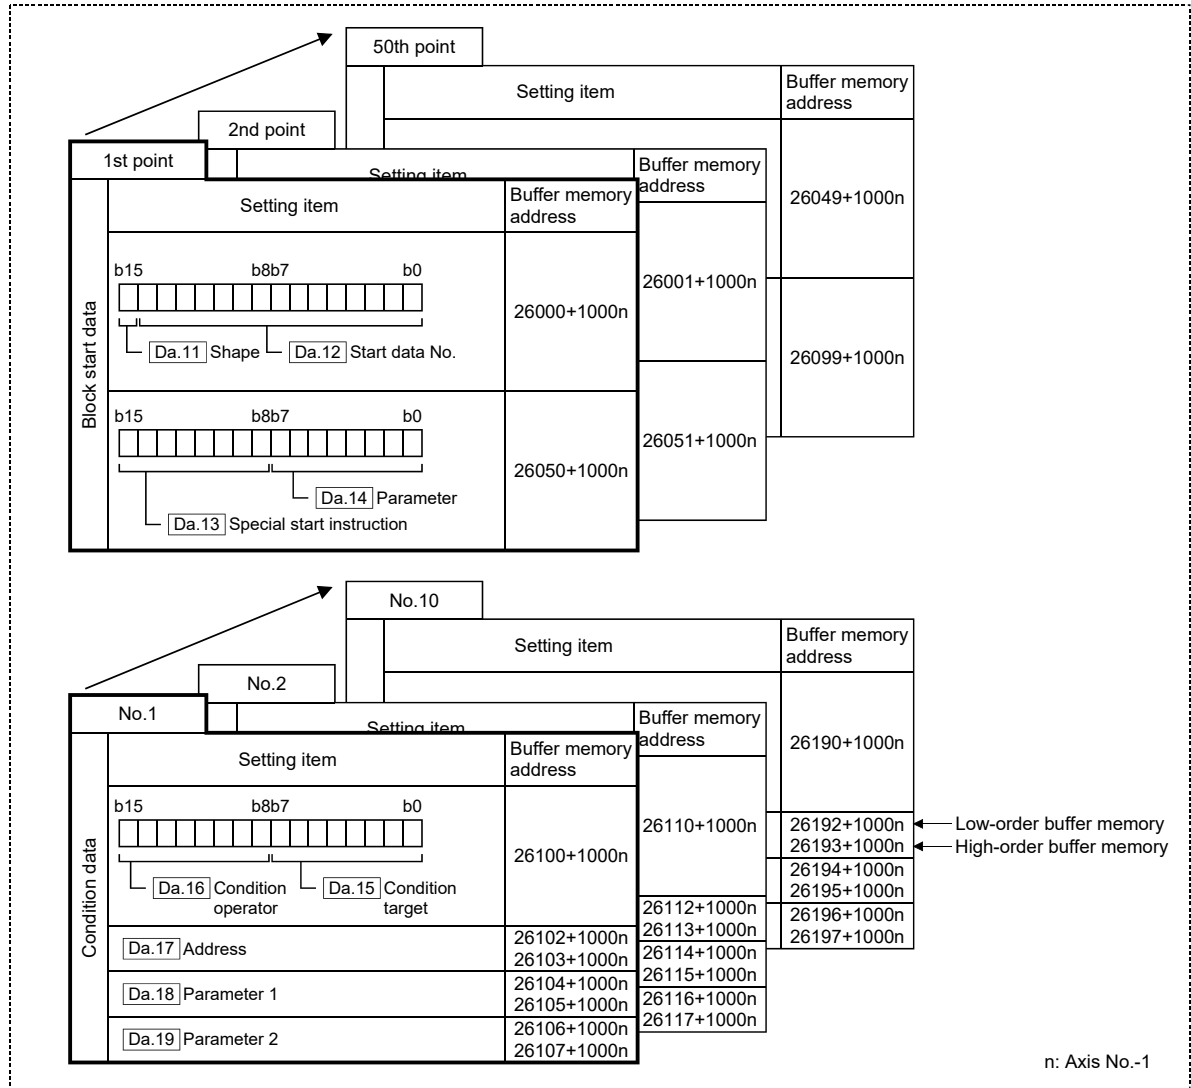 50th point
Setting item
Buffer memory
address
26049+1000n
26099+1000n
2nd point
Setting item
Buffer memory
address
26001+1000n
26051+1000n
1st point
Block start data
Setting item
Buffer memory
address
b15 b8b7 b0
26000+1000n
Da.11 Shape Da.12 Start data No.
b15 b8b7 b0
26050+1000n
Da.14 Parameter
Da.13 Special start instruction
No.10
Setting item
Buffer memory
address
26190+1000n
26192+1000n Low-order buffer memory
26193+1000n High-order buffer memory
26194+1000n
26195+1000n
26196+1000n
26197+1000n
No.2
Setting item
Buffer memory
address
26110+1000n
26112+1000n
26113+1000n
26114+1000n
26115+1000n
26116+1000n
26117+1000n
No.1
Condition data
Setting item
Buffer memory
address
b15 b8b7 b0
26100+1000n
Da.16 Condition
operator
Da.15 Condition
target
Da.17 Address
26102+1000n
26103+1000n
Da.18 Parameter 1
26104+1000n
26105+1000n
Da.19 Parameter 2
26106+1000n
26107+1000n
n: Axis No.-1